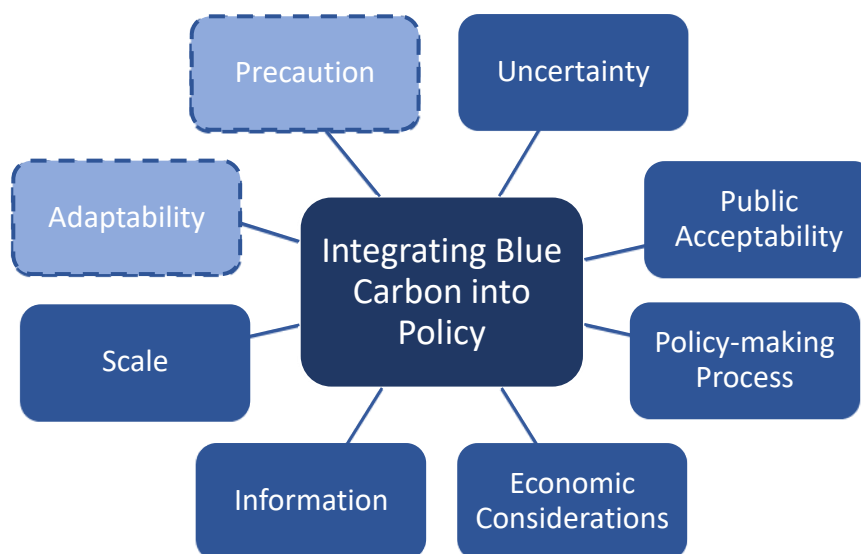 Precaution
Uncertainty
Adaptability
Public
Acceptability
Integrating Blue
Carbon into
Policy
Scale
Policy-making
Process
Information
Economic
Considerations